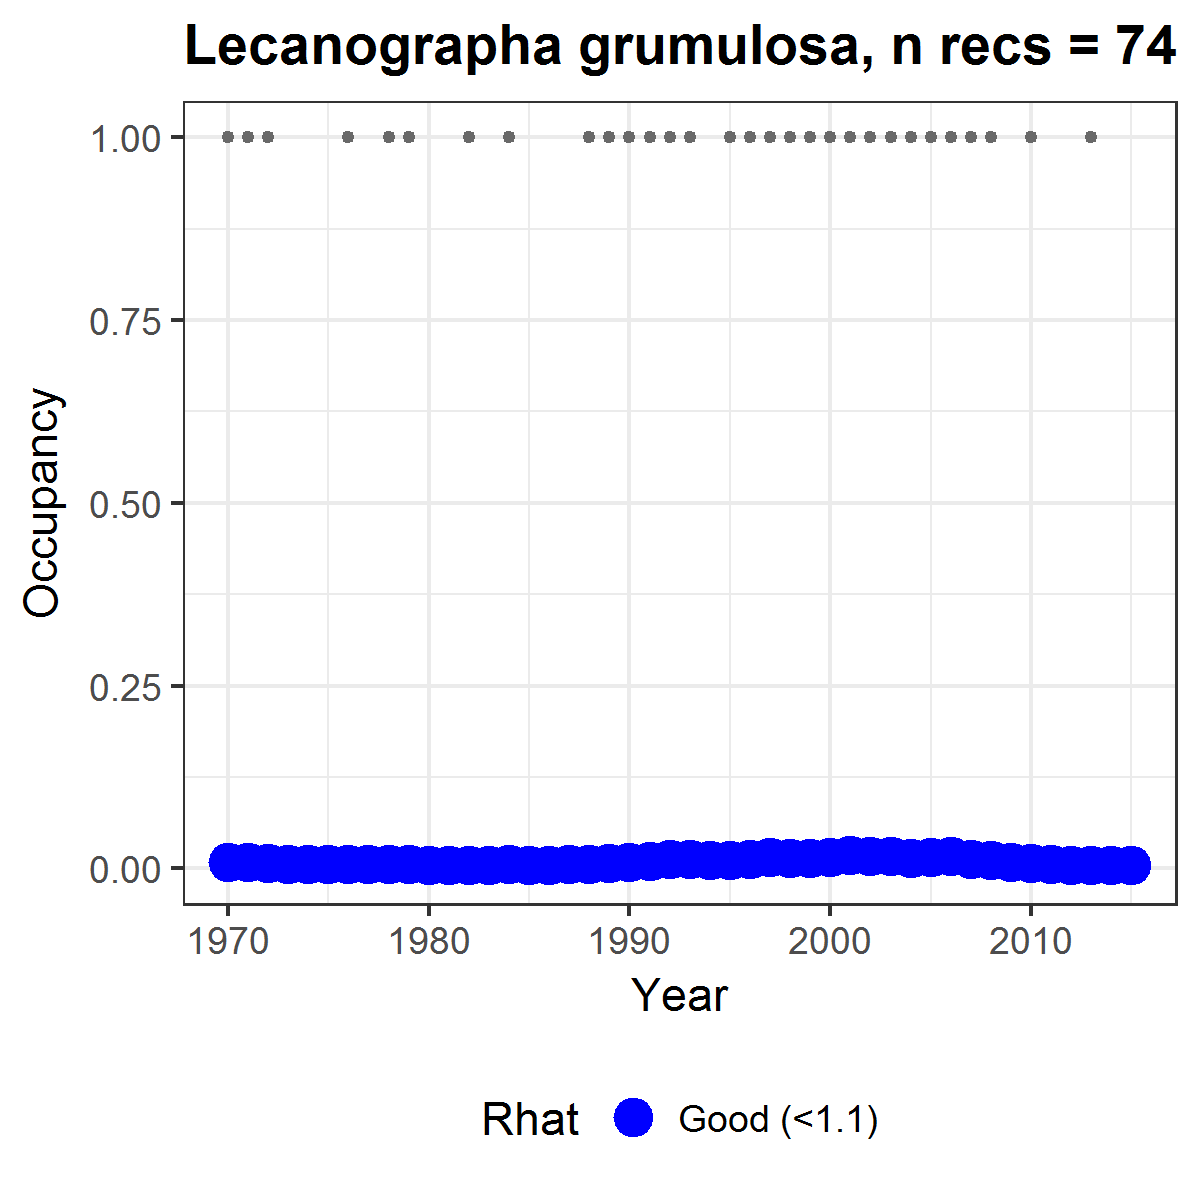 Lecanographa grumulosa, n recs = 74
1.00
0.75
0.50
0.25
0.00
Occupancy
1970 1980 1990 2000 2010
Year
Rhat Good (<1.1)